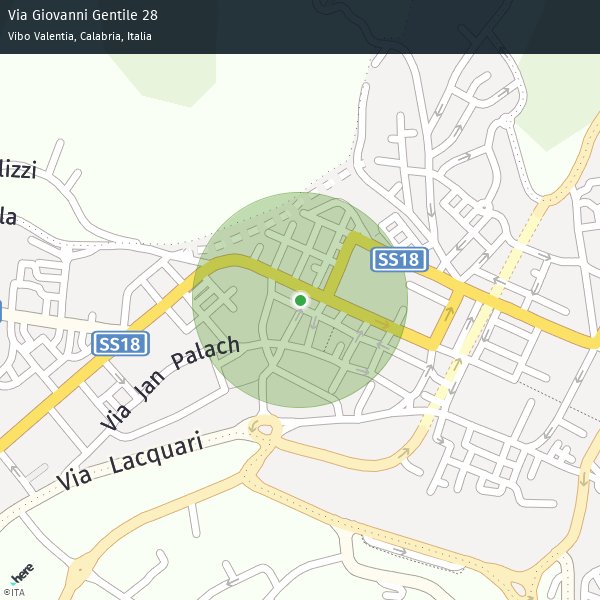 Via Giovanni Gentile 28
Vibo Valentia, Calabria, Italia
lizzi
la
SS18
SS18
Via Jan Palach
Via Lacquari
here
©ITA